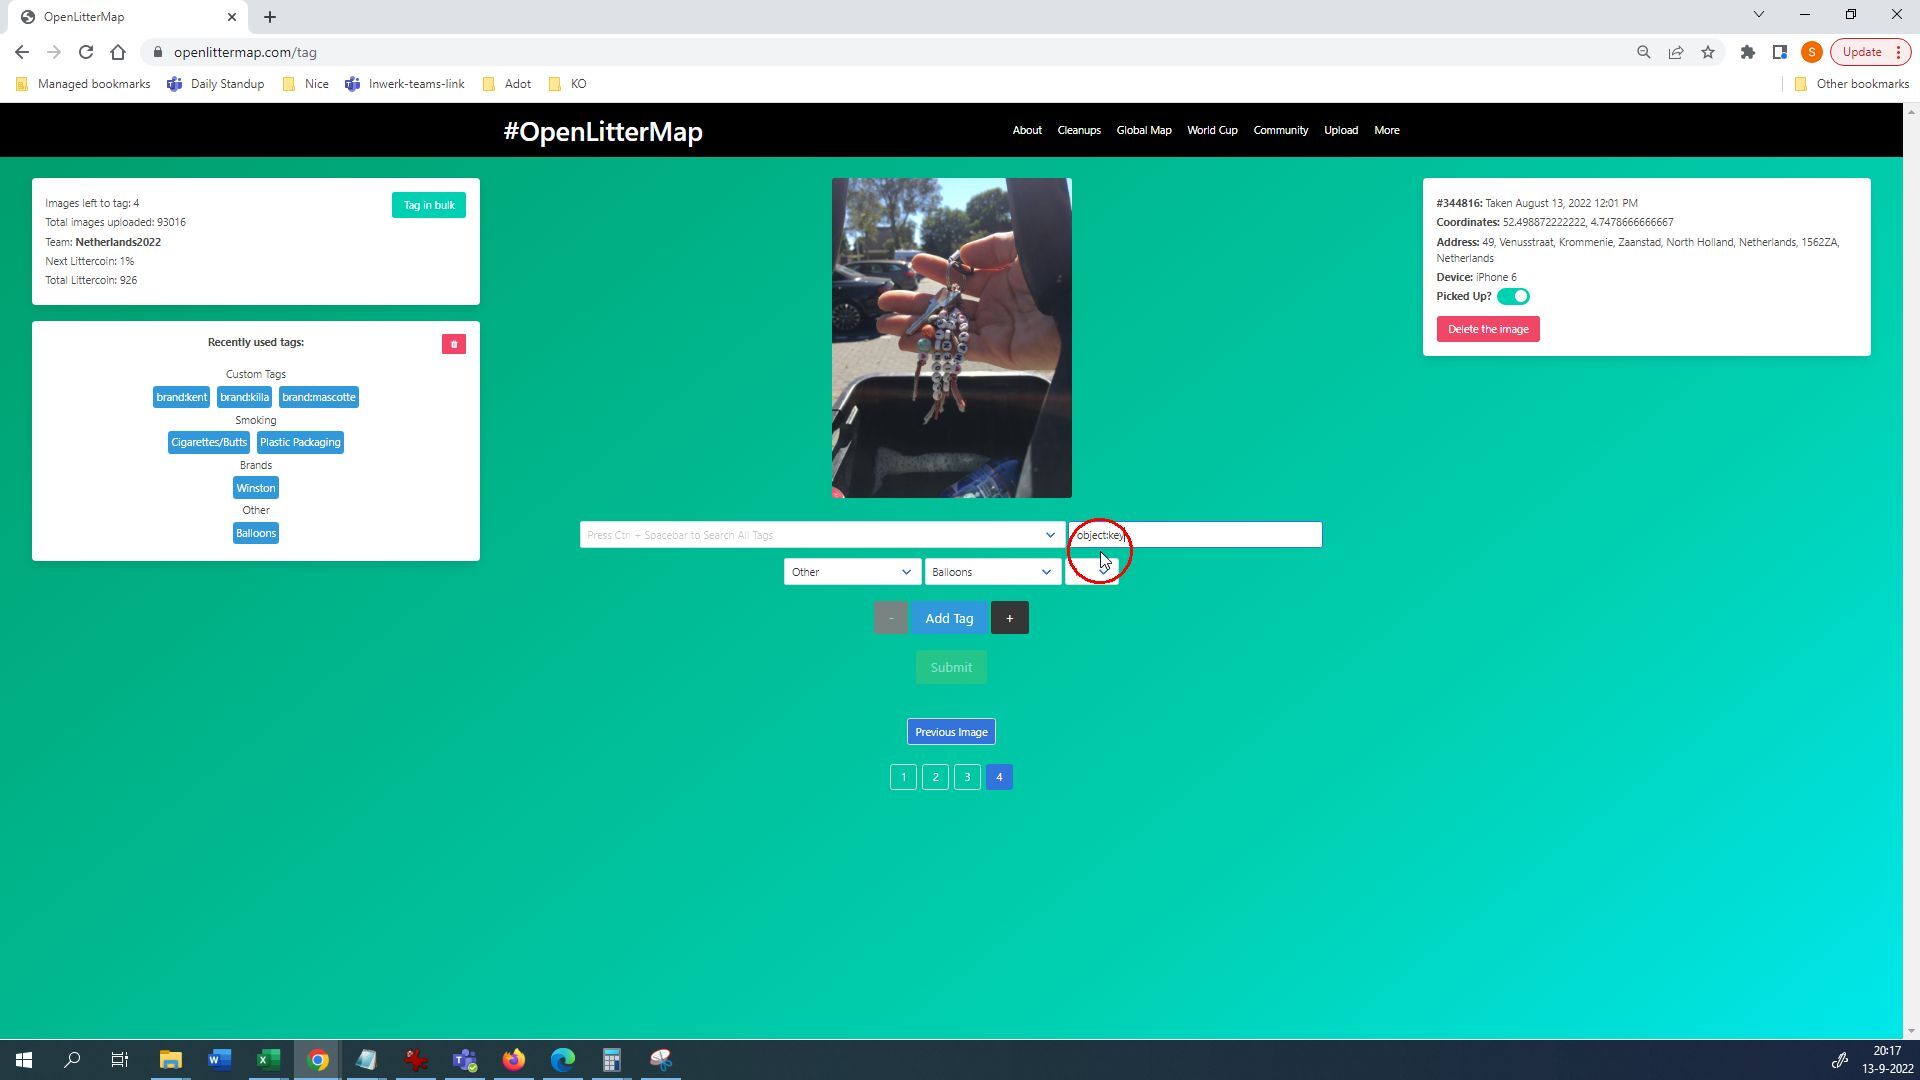 OpenLitterMap
openlittermap.com/tag
S
Update
Managed bookmarks
Daily Standup
Nice
Inwerk-teams-link
Adot
KO
Other bookmarks
#OpenLitterMap
About
Cleanups
Global Map
World Cup
Community
Upload
More
Images left to tag: 4
Tag in bulk
Total images uploaded: 93016
Team: Netherlands2022
Next Littercoin: 1%
Total Littercoin: 926
Recently used tags:
Custom Tags
brand:kent
brand:killa
brand:mascotte
Smoking
Cigarettes/Butts
Plastic Packaging
Brands
Winston
Other
Balloons
#344816: Taken August 13, 2022 12:01 PM
Coordinates: 52.498872222222, 4.7478666666667
Address: 49, Venusstraat, Krommenie, Zaanstad, North Holland, Netherlands, 1562ZA,
Netherlands
Device: iPhone 6
Picked Up?
Delete the image
Press Ctrl + Spacebar to Search All Tags
object:key
Other
Balloons
-
Add Tag
+
Submit
Previous Image
1
2
3
4
20:17
13-9-2022